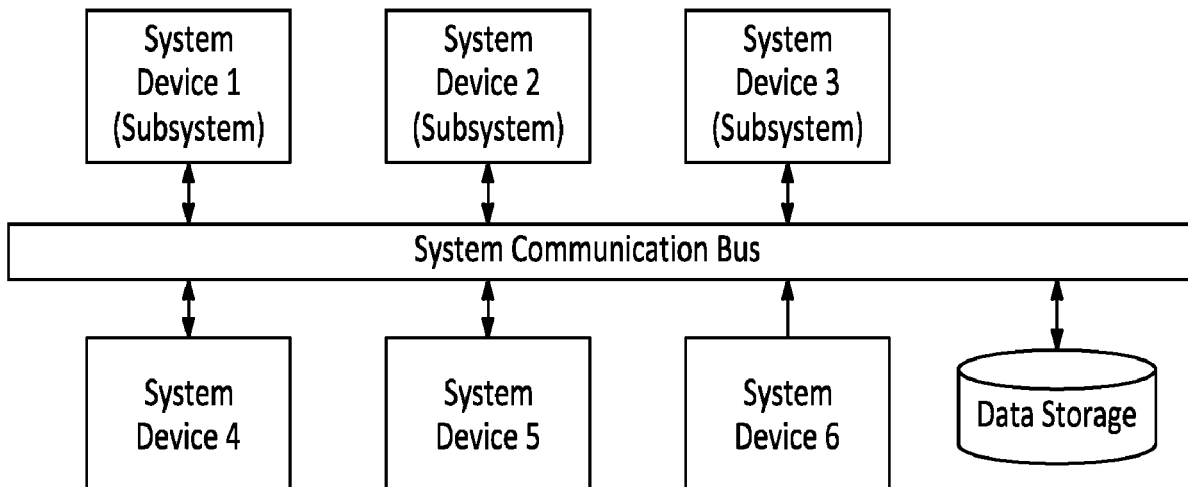 System
Device 1
(Subsystem)
System
Device 2
(Subsystem)
System
Device 3
(Subsystem)
System Communication Bus
System
Device 4
System
Device 5
System
Device 6
Data Storage